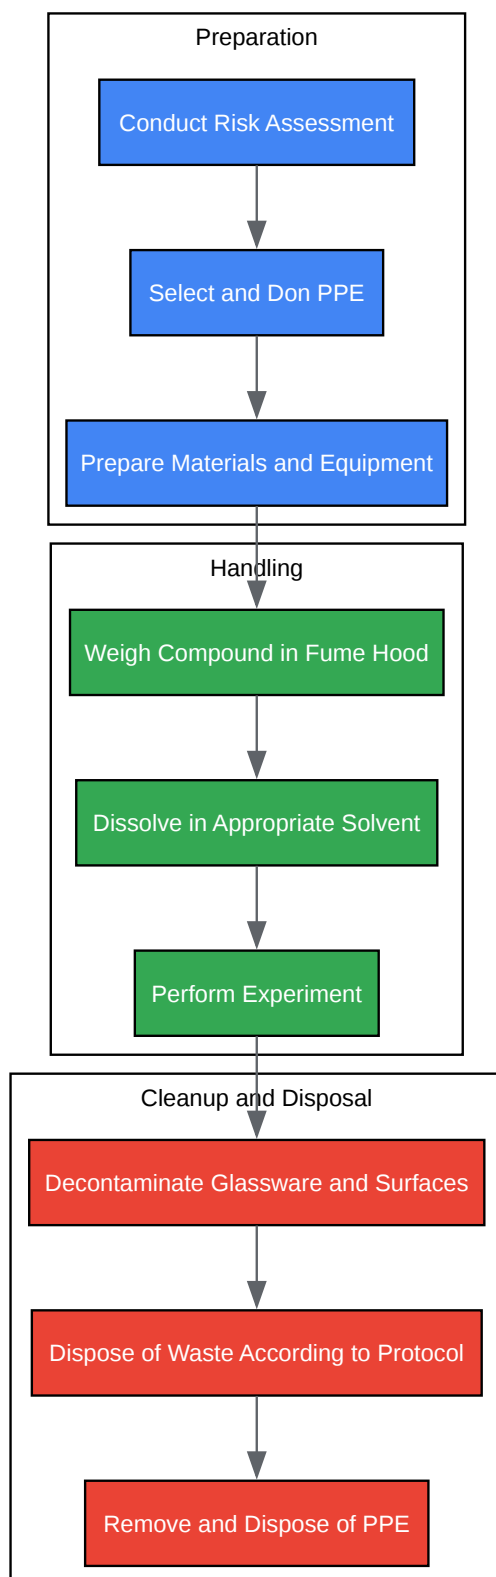 Preparation
Conduct Risk Assessment
Select and Don PPE
Prepare Materials and Equipment
Handling
Weigh Compound in Fume Hood
Dissolve in Appropriate Solvent
Perform Experiment
Cleanup and Disposal
Decontaminate Glassware and Surfaces
Dispose of Waste According to Protocol
Remove and Dispose of PPE